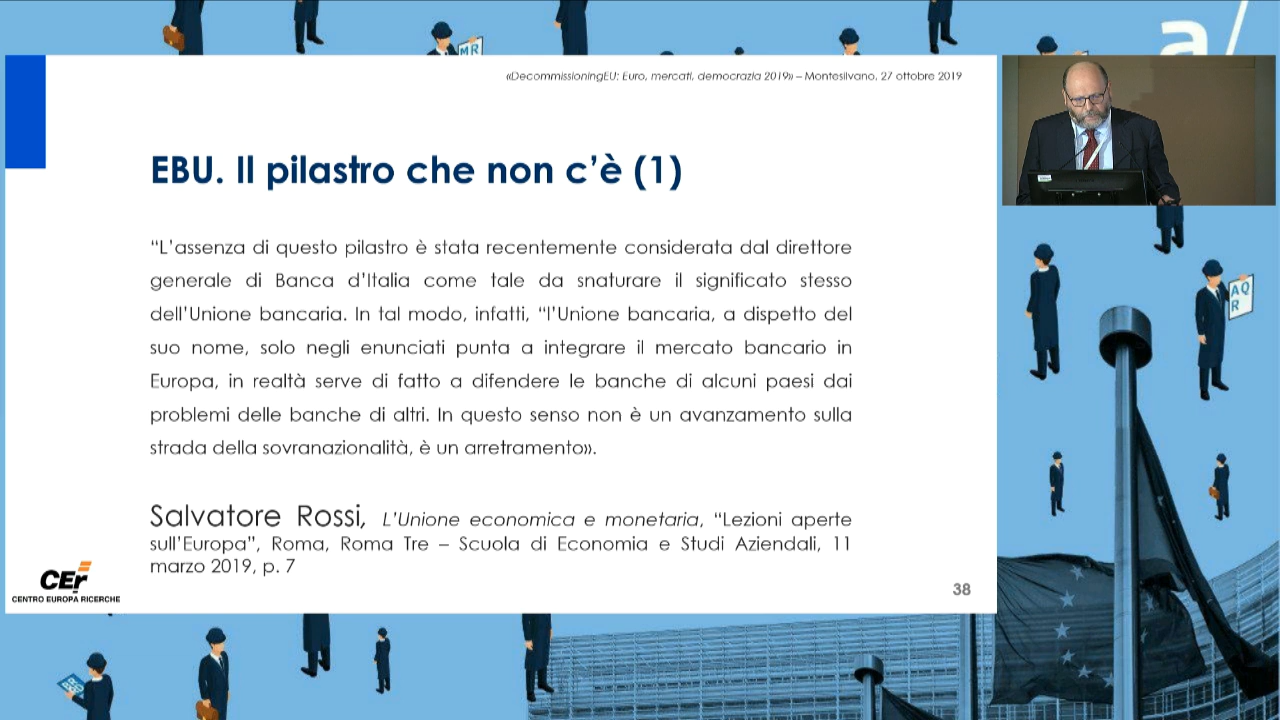 MR
a/
«DecommissioningEU: Euro, mercati, democrazia 2019» – Montesilvano, 27 ottobre 2019
EBU. Il pilastro che non c'è (1)
"L'assenza di questo pilastro è stata recentemente considerata dal direttore
generale di Banca d'Italia come tale da snaturare il significato stesso
dell'Unione bancaria. In tal modo, infatti, "l'Unione bancaria, a dispetto del
suo nome, solo negli enunciati punta a integrare il mercato bancario in
Europa, in realtà serve di fatto a difendere le banche di alcuni paesi dai
problemi delle banche di altri. In questo senso non è un avanzamento sulla
strada della sovranazionalità, è un arretramento».
Salvatore Rossi, L'Unione economica e monetaria, "Lezioni aperte
sull'Europa", Roma, Roma Tre – Scuola di Economia e Studi Aziendali, 11
marzo 2019, p. 7
CEr
CENTRO EUROPA RICERCHE
38
AQ
R